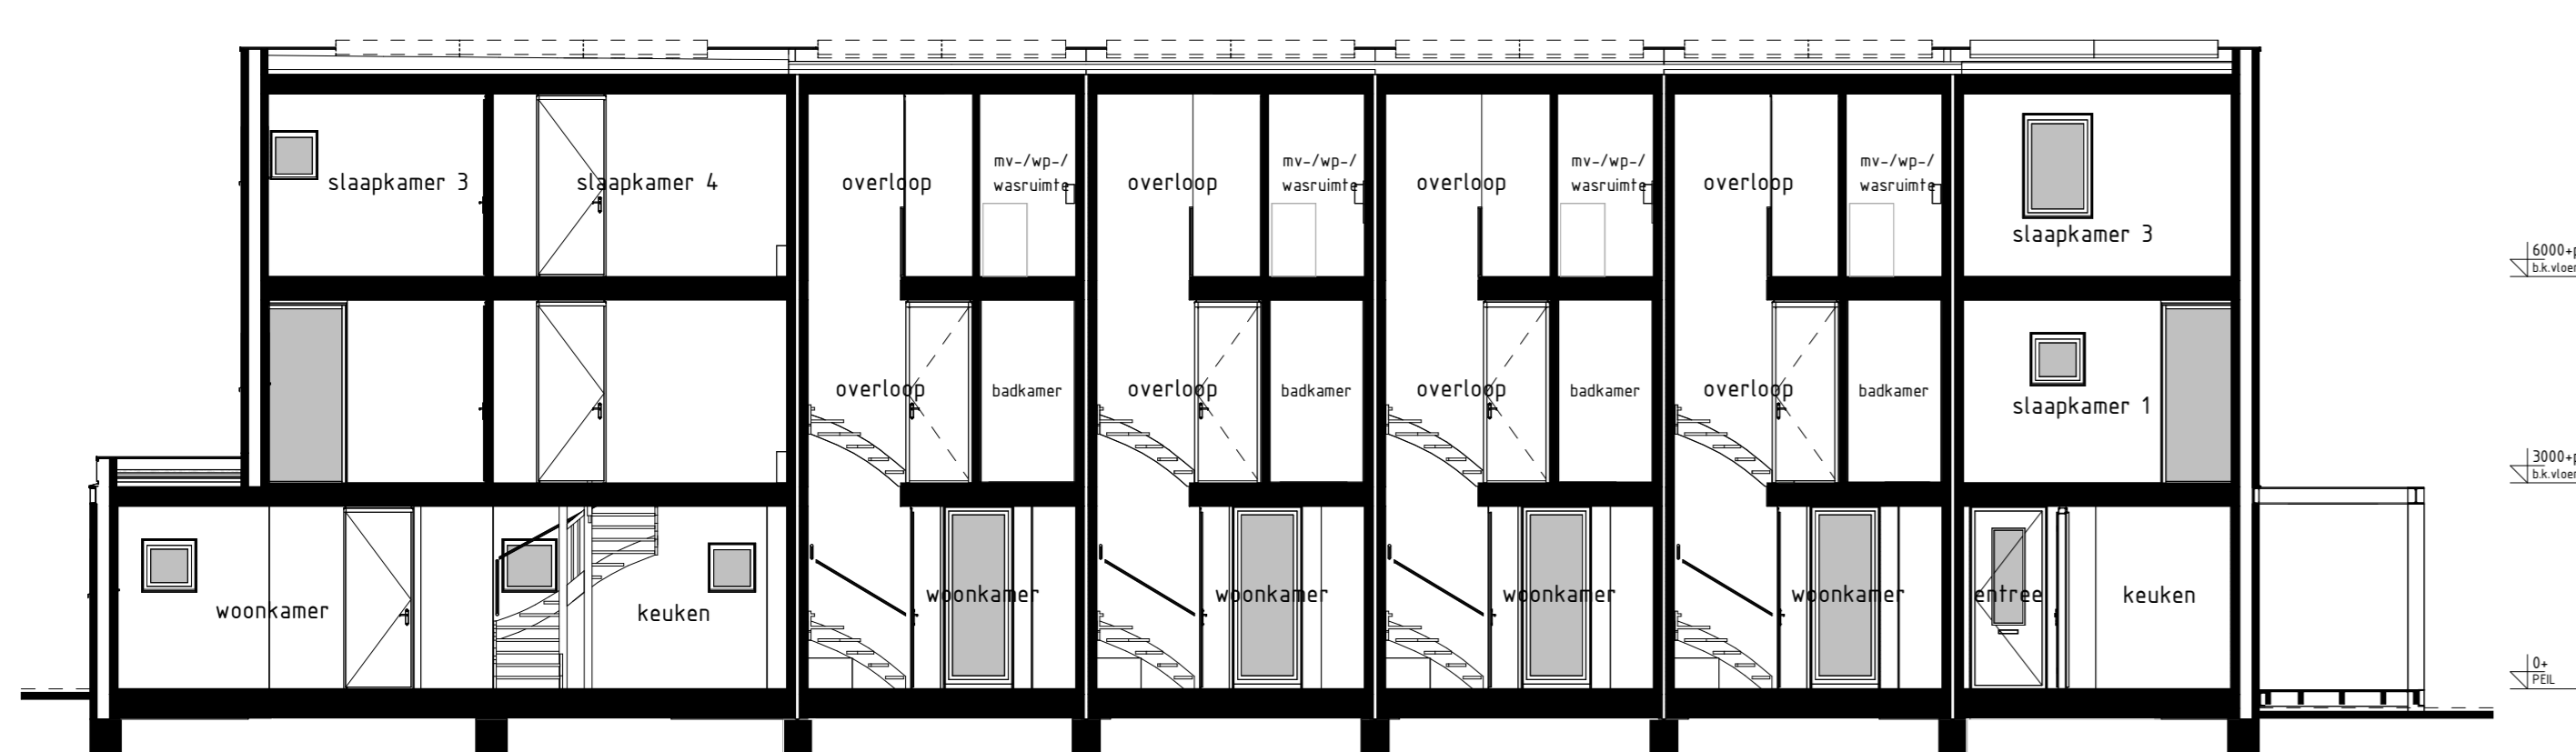 mv-/wp-/ mv-/wp-/ mv-/wp-/ mv-/wp-/
slaapkamer 3 slaapkamer 4 overloop wasruimte overloop wasruimte overloop wasruimte overloop wasruimte
slaapkamer 3
6000+p
b.k.vloer
overloop badkamer overloop badkamer overloop badkamer overloop badkamer
slaapkamer 1
3000+p
b.k.vloer
woonkamer keuken woonkamer woonkamer woonkamer woonkamer entree keuken
0+
PEIL